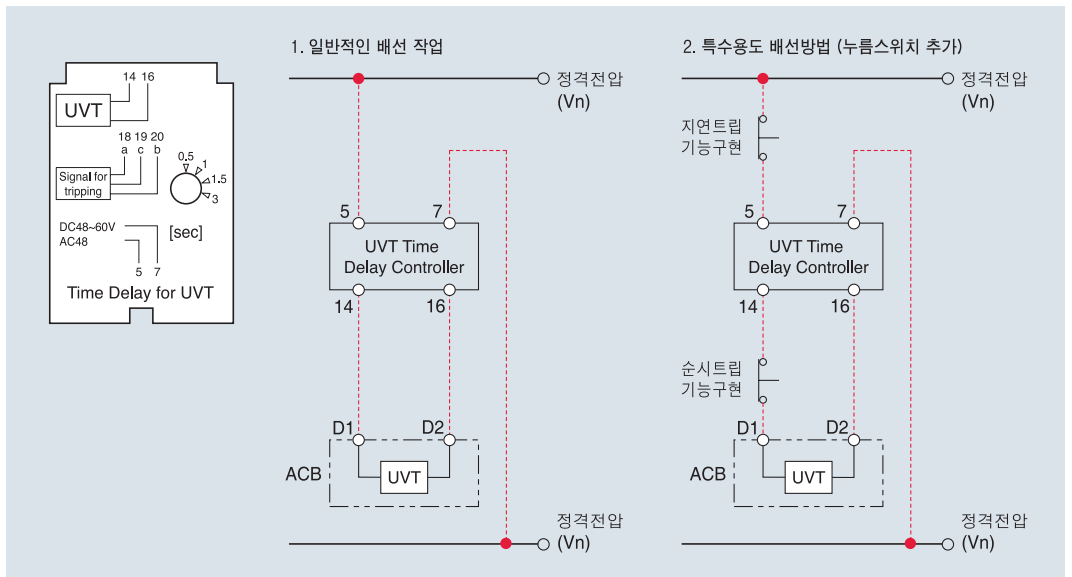 14 16
UVT
18 19 20
a c b
Signal for
tripping
0.5
1
1.5
3
DC48~60V
AC48
[sec]
5 7
Time Delay for UVT
1. 일반적인 배선 작업
정격전압
(Vn)
5 7
UVT Time
Delay Controller
14 16
D1 D2
ACB
UVT
정격전압
(Vn)
2. 특수용도 배선방법 (누름스위치 추가)
정격전압
(Vn)
지연트립
기능구현
5 7
UVT Time
Delay Controller
14 16
순시트립
기능구현
D1 D2
ACB
UVT
정격전압
(Vn)